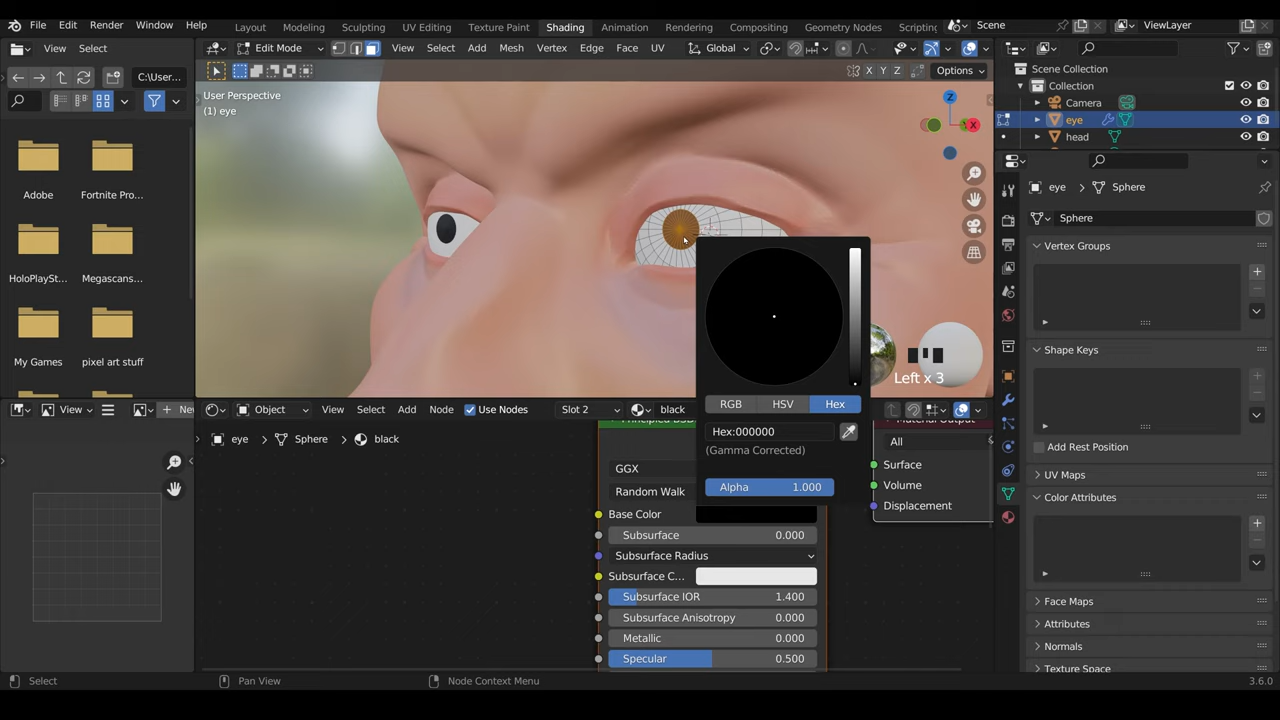 File Edit Render Window Help Layout Modeling Sculpting UV Editing Texture Paint Shading Animation Rendering Compositing Geometry Nodes Scripting Scene ViewLayer
View Select Edit Mode View Select Add Mesh Vertex Edge Face UV Global
C:\User... X Y Z Options
User Perspective
(1) eye
Z
X
Scene Collection
Collection
Camera
eye
head
eye Sphere
Sphere
Vertex Groups
Shape Keys
Add Rest Position
UV Maps
Color Attributes
Face Maps
Attributes
Normals
Texture Space
Adobe Fortnite Pro...
HoloPlaySt... Megascans...
My Games pixel art stuff
Left x 3
RGB HSV Hex
Hex:000000
(Gamma Corrected)
Alpha 1.000
View Object View Select Add Node Use Nodes Slot 2 black
eye Sphere black
GGX
Random Walk
Base Color
Subsurface 0.000
Subsurface Radius
Subsurface C...
Subsurface IOR 1.400
Subsurface Anisotropy 0.000
Metallic 0.000
Specular 0.500
Material Output
All
Surface
Volume
Displacement
Select Pan View Node Context Menu 3.6.0